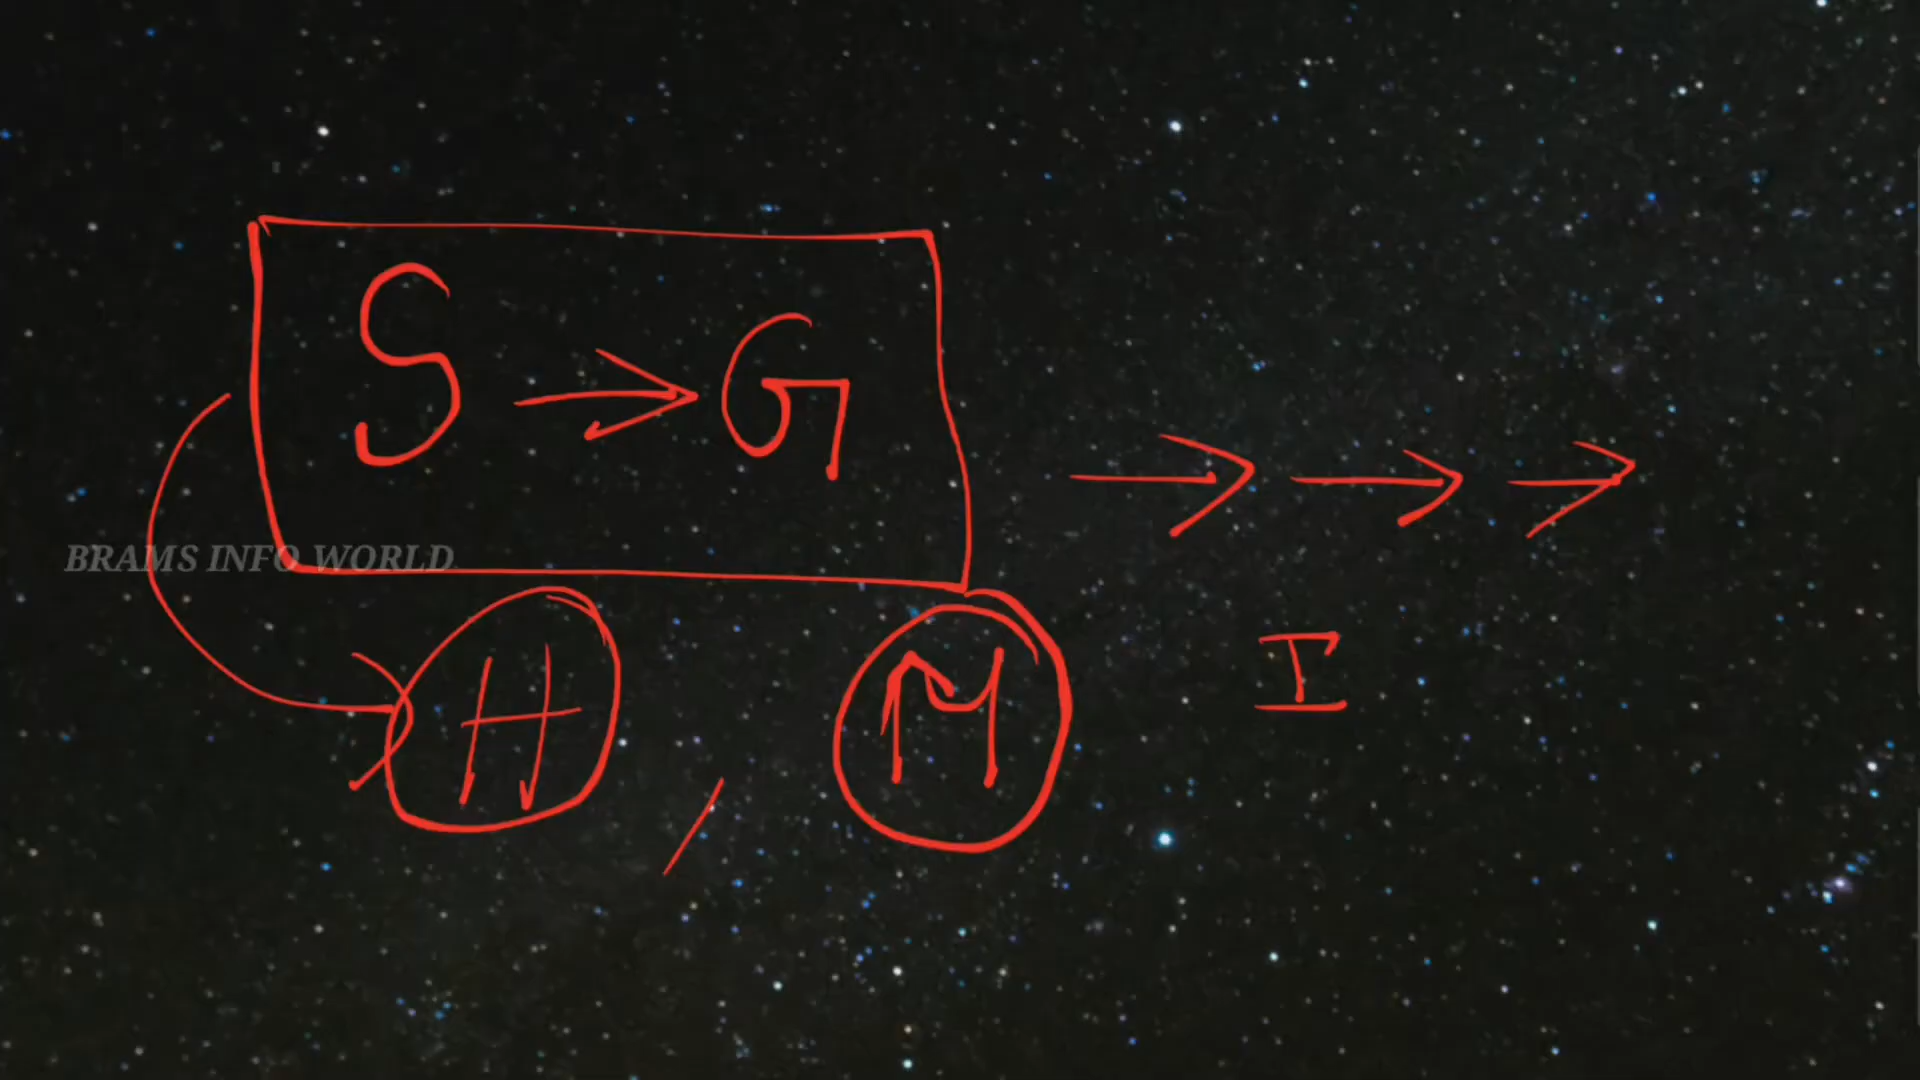 S → G
→ → →
BRAMS INFO WORLD
H , M
I